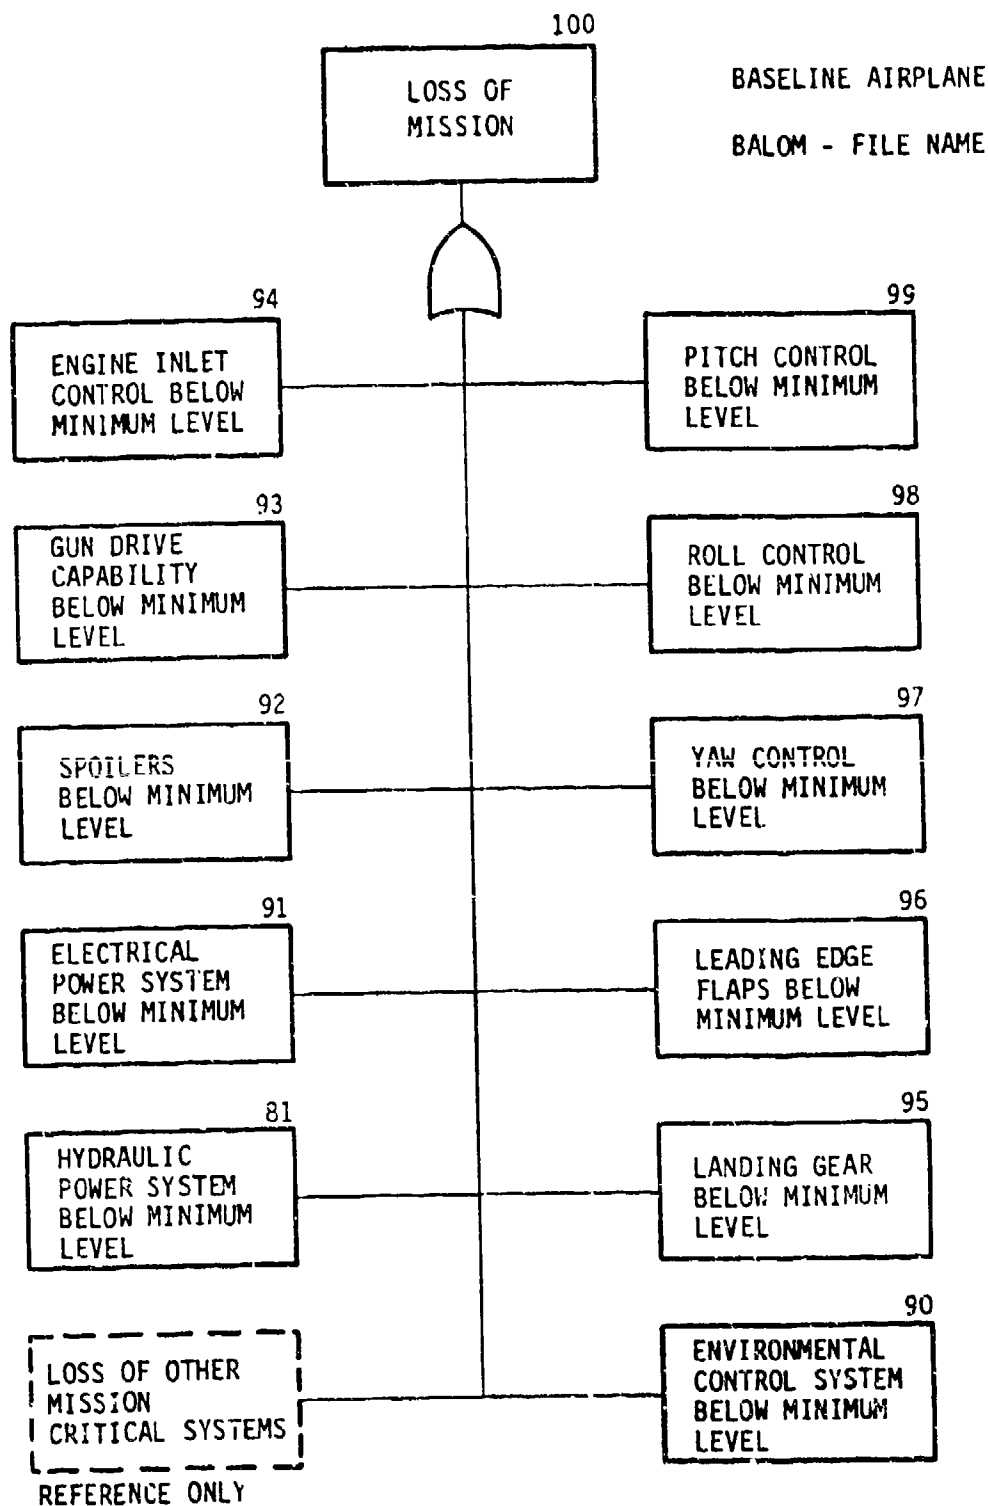 100
LOSS OF
MISSION
BASELINE AIRPLANE
BALOM - FILE NAME
94
ENGINE INLET
CONTROL BELOW
MINIMUM LEVEL
99
PITCH CONTROL
BELOW MINIMUM
LEVEL
93
GUN DRIVE
CAPABILITY
BELOW MINIMUM
LEVEL
98
ROLL CONTROL
BELOW MINIMUM
LEVEL
92
SPOILERS
BELOW MINIMUM
LEVEL
97
YAW CONTROL
BELOW MINIMUM
LEVEL
91
ELECTRICAL
POWER SYSTEM
BELOW MINIMUM
LEVEL
96
LEADING EDGE
FLAPS BELOW
MINIMUM LEVEL
81
HYDRAULIC
POWER SYSTEM
BELOW MINIMUM
LEVEL
95
LANDING GEAR
BELOW MINIMUM
LEVEL
LOSS OF OTHER
MISSION
CRITICAL SYSTEMS
REFERENCE ONLY
90
ENVIRONMENTAL
CONTROL SYSTEM
BELOW MINIMUM
LEVEL